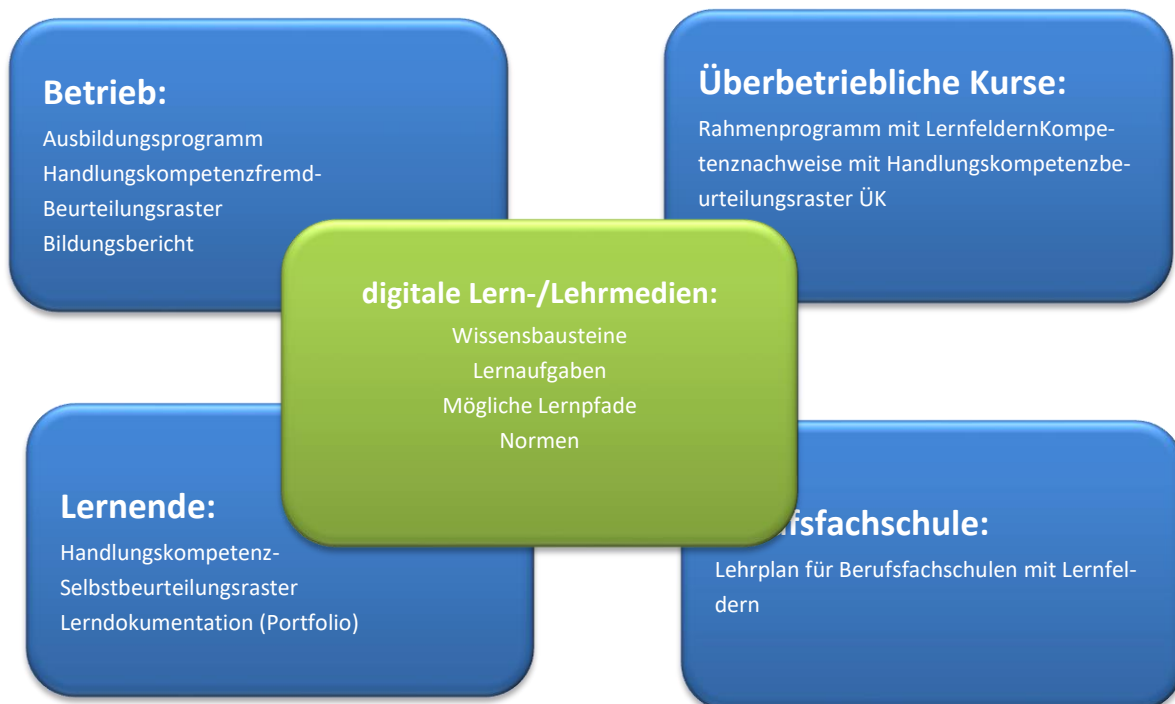 Betrieb:
Ausbildungsprogramm
Handlungskompetenzfremd-
Beurteilungsraster
Bildungsbericht
Überbetriebliche Kurse:
Rahmenprogramm mit LernfeldernKompe-
tenznachweise mit Handlungskompetenzbe-
urteilungsraster ÜK
digitale Lern-/Lehrmedien:
Wissensbausteine
Lernaufgaben
Mögliche Lernpfade
Normen
Lernende:
Handlungskompetenz-
Selbstbeurteilungsraster
Lerndokumentation (Portfolio)
fsfachschule:
Lehrplan für Berufsfachschulen mit Lernfel-
dern